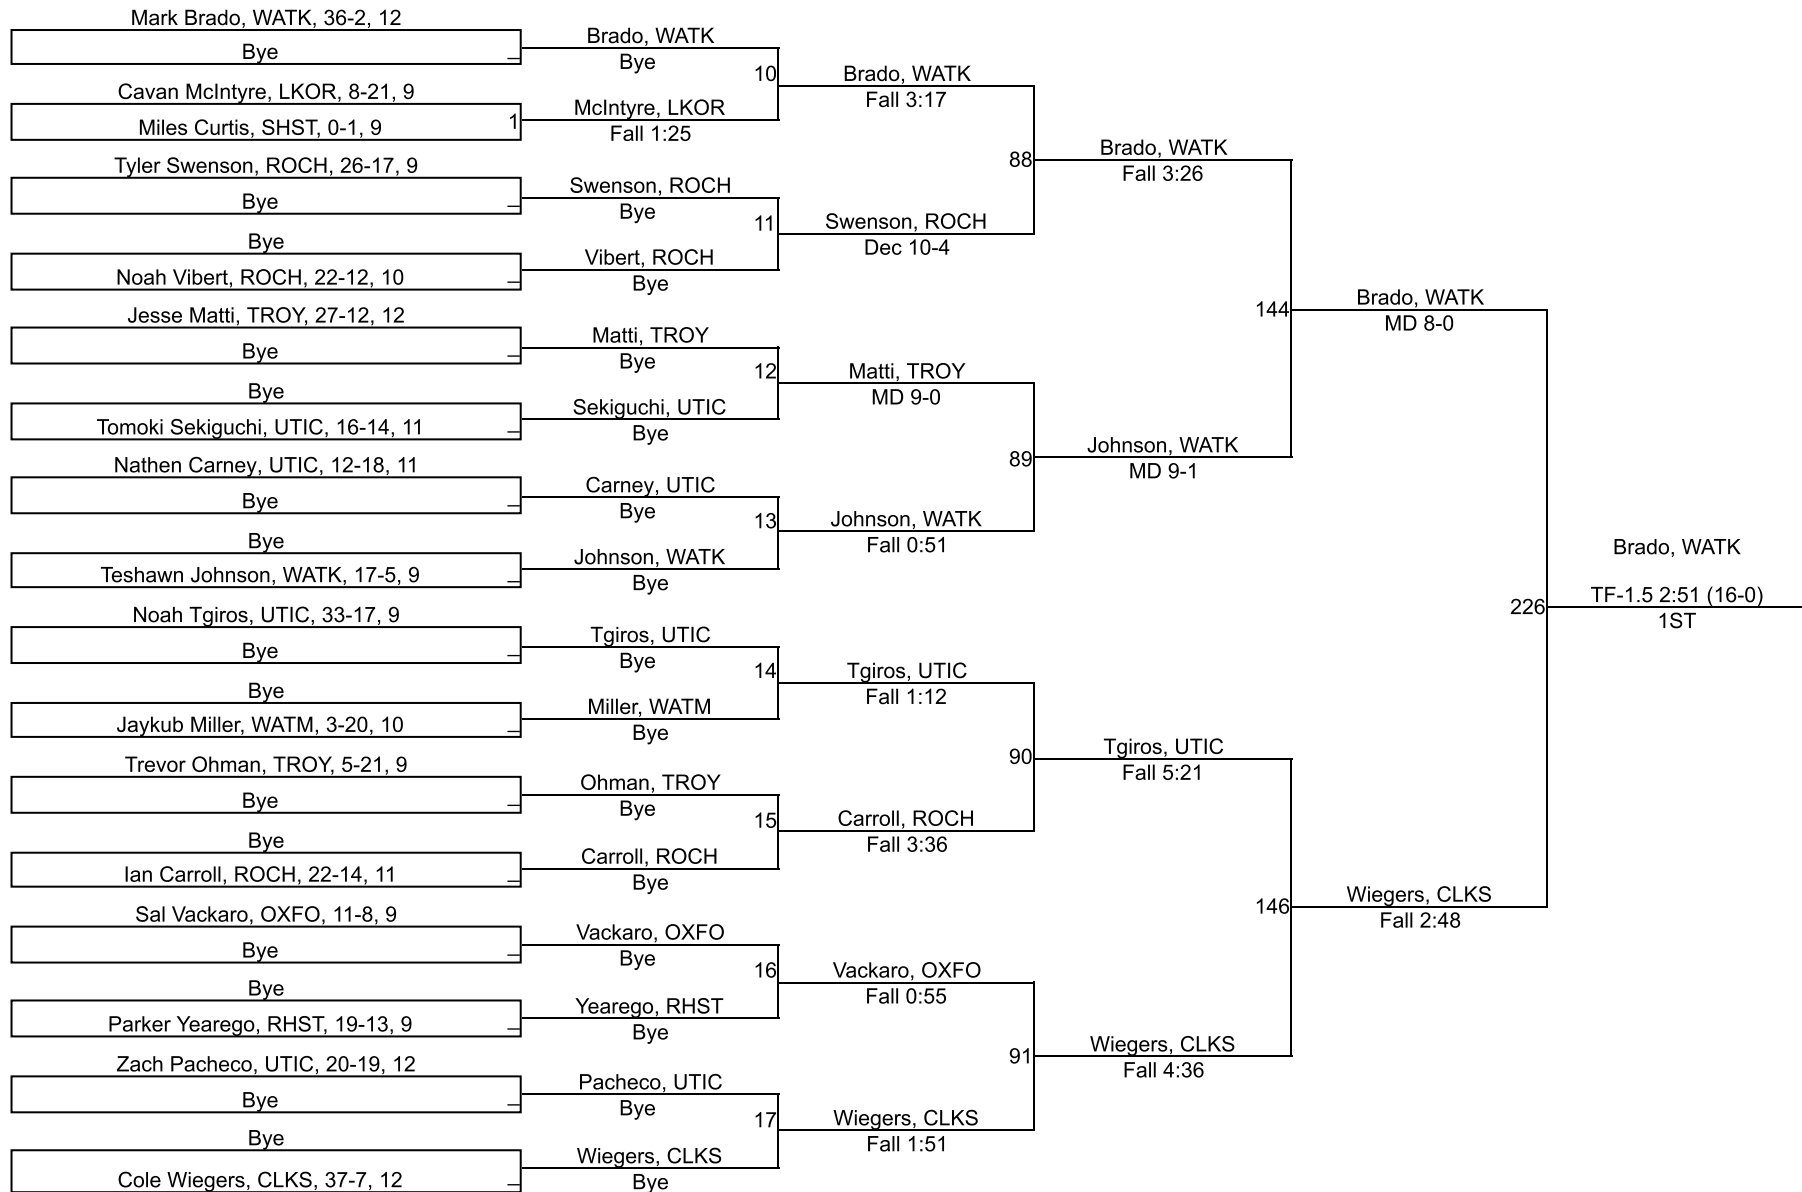 Mark Brado, WATK, 36-2, 12
Bye
Cavan McIntyre, LKOR, 8-21, 9
Miles Curtis, SHST, 0-1, 9
1
Tyler Swenson, ROCH, 26-17, 9
Bye
Bye
Noah Vibert, ROCH, 22-12, 10
Jesse Matti, TROY, 27-12, 12
Bye
Bye
Tomoki Sekiguchi, UTIC, 16-14, 11
Nathen Carney, UTIC, 12-18, 11
Bye
Bye
Teshawn Johnson, WATK, 17-5, 9
Noah Tgiros, UTIC, 33-17, 9
Bye
Bye
Jaykub Miller, WATM, 3-20, 10
Trevor Ohman, TROY, 5-21, 9
Bye
Bye
Ian Carroll, ROCH, 22-14, 11
Sal Vackaro, OXFO, 11-8, 9
Bye
Bye
Parker Yearego, RHST, 19-13, 9
Zach Pacheco, UTIC, 20-19, 12
Bye
Bye
Cole Wiegers, CLKS, 37-7, 12
Brado, WATK
Bye
10
McIntyre, LKOR
Fall 1:25
Swenson, ROCH
Bye
11
Vibert, ROCH
Bye
Matti, TROY
Bye
12
Sekiguchi, UTIC
Bye
Carney, UTIC
Bye
13
Johnson, WATK
Bye
Tgiros, UTIC
Bye
14
Miller, WATM
Bye
Ohman, TROY
Bye
15
Carroll, ROCH
Bye
Vackaro, OXFO
Bye
16
Yearego, RHST
Bye
Pacheco, UTIC
Bye
17
Wiegers, CLKS
Bye
Brado, WATK
Fall 3:17
88
Swenson, ROCH
Dec 10-4
Matti, TROY
MD 9-0
89
Johnson, WATK
Fall 0:51
Tgiros, UTIC
Fall 1:12
90
Carroll, ROCH
Fall 3:36
Vackaro, OXFO
Fall 0:55
91
Wiegers, CLKS
Fall 1:51
Brado, WATK
Fall 3:26
144
Johnson, WATK
MD 9-1
Tgiros, UTIC
Fall 5:21
146
Wiegers, CLKS
Fall 4:36
Brado, WATK
MD 8-0
226
Wiegers, CLKS
Fall 2:48
Brado, WATK
TF-1.5 2:51 (16-0)
1ST